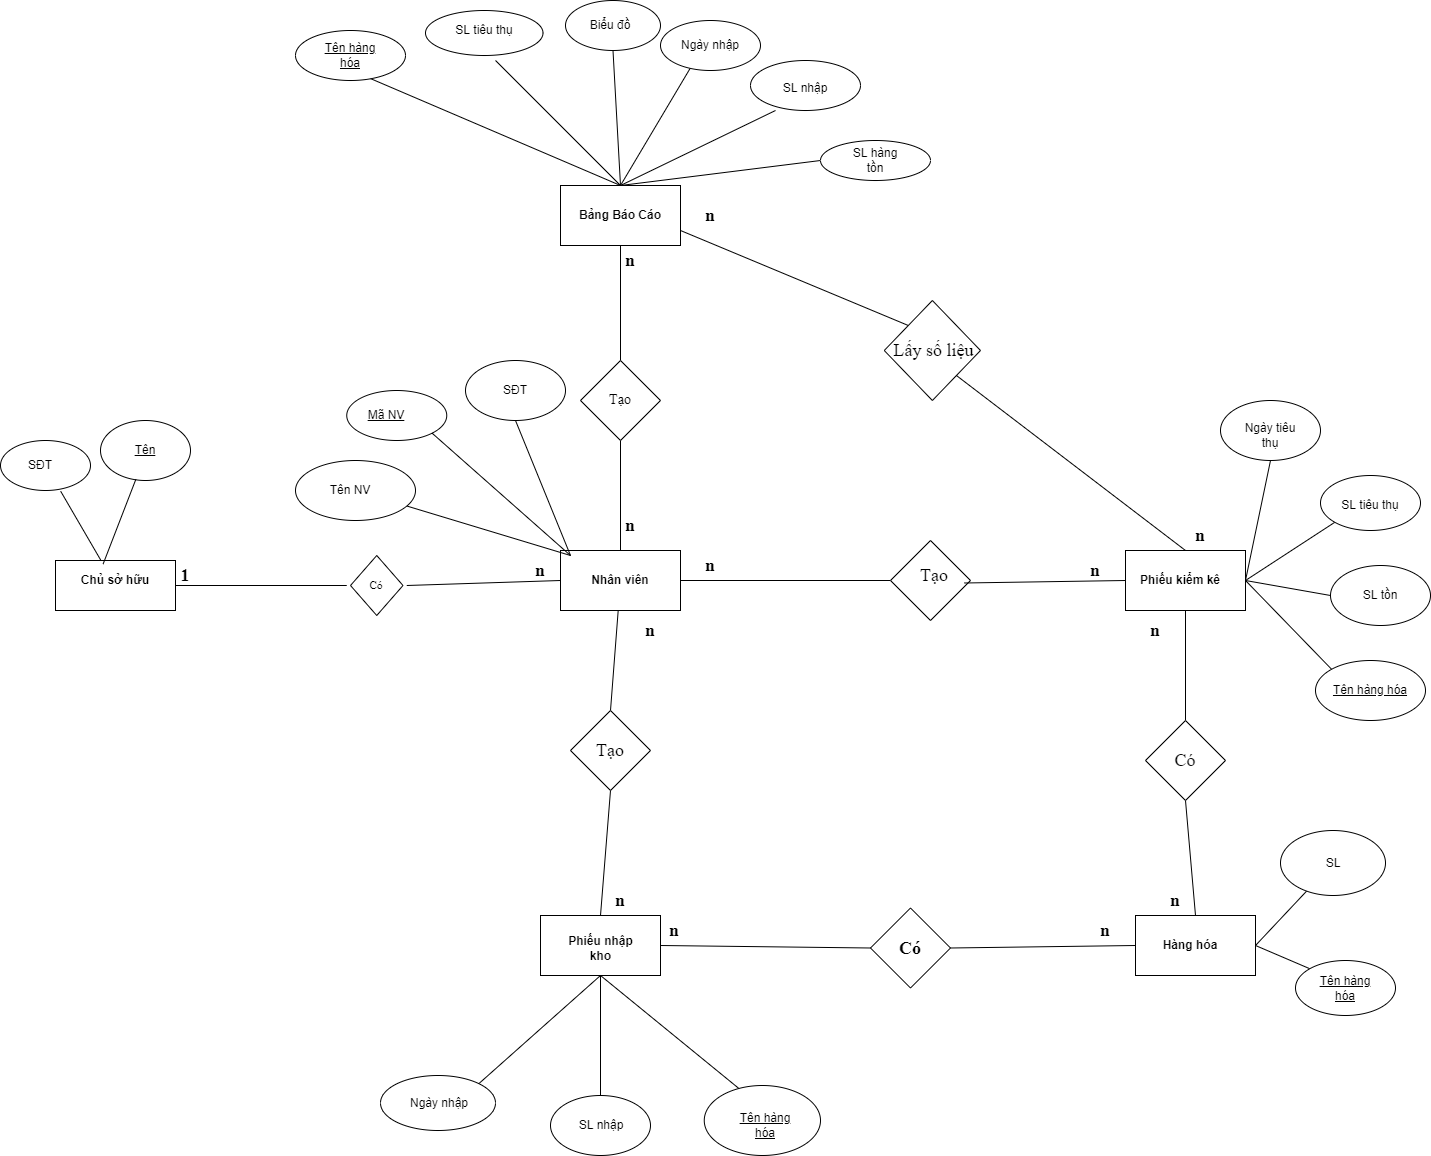 Biểu đồ
SL tiêu thụ
Tên hàng
hóa
Ngày nhập
SL nhập
SL hàng
tồn
Bảng Báo Cáo
n
n
Lấy số liệu
SĐT
Tạo
Mã NV
Ngày tiêu
thụ
Tên
SĐT
Tên NV
SL tiêu thụ
n
n
Chủ sở hữu
1
Có
n
Nhân viên
n
Tạo
n
Phiếu kiểm kê
SL tồn
n
n
Tên hàng hóa
Tạo
Có
SL
n
n
Phiếu nhập
kho
n
Có
n
Hàng hóa
Tên hàng
hóa
Ngày nhập
SL nhập
Tên hàng
hóa